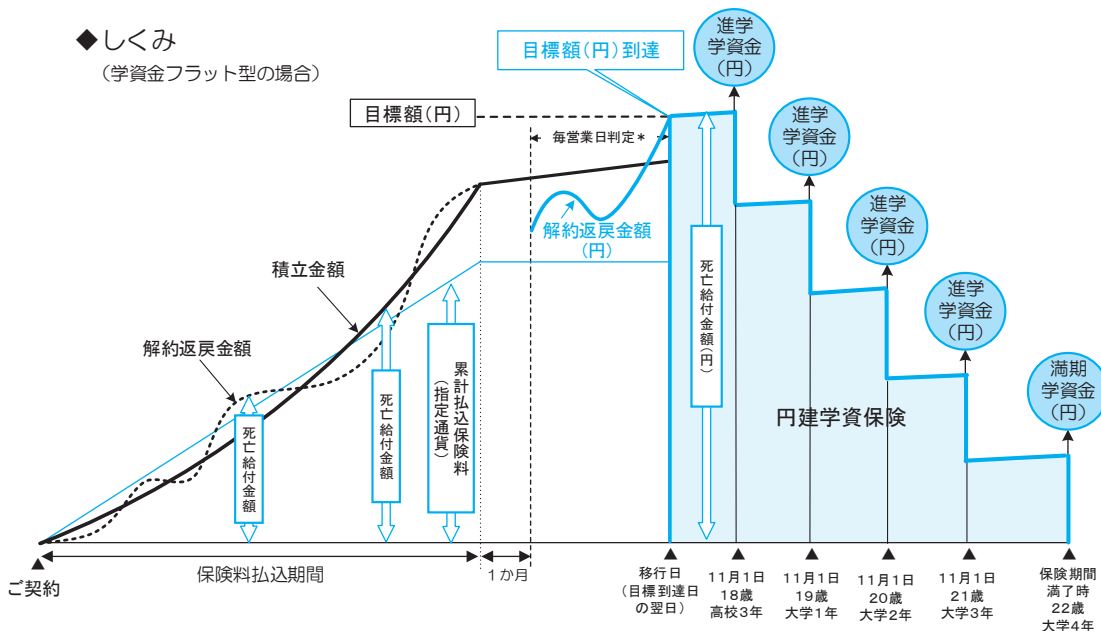 ◆しくみ
(学資金フラット型の場合)
目標額(円)到達
目標額(円)
毎営業日判定*
進学
学資金
(円)
進学
学資金
(円)
進学
学資金
(円)
進学
学資金
(円)
満期
学資金
(円)
解約返戻金額
(円)
積立金額
解約返戻金額
死亡給付金額
死亡給付金額
累計払込保険料
(指定通貨)
死亡給付金額(円)
円建学資保険
ご契約
保険料払込期間
1か月
移行日
(目標到達日
の翌日)
11月1日
18歳
高校3年
11月1日
19歳
大学1年
11月1日
20歳
大学2年
11月1日
21歳
大学3年
保険期間
満了時
22歳
大学4年